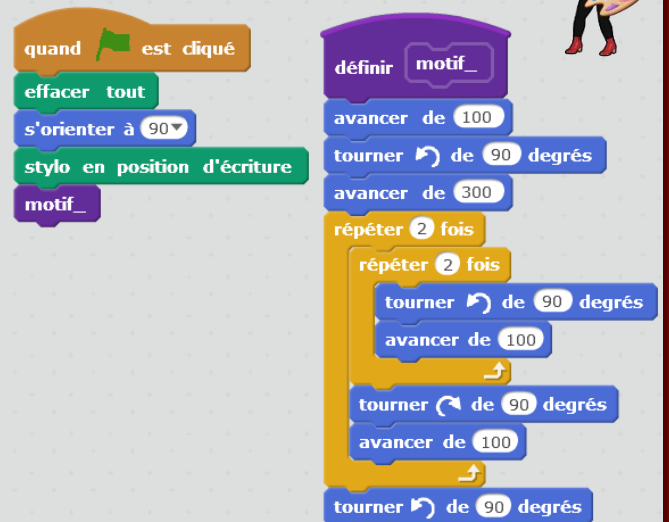 quand est cliqué
effacer tout
s'orienter à 90
stylo en position d'écriture
motif_
définir motif_
avancer de 100
tourner de 90 degrés
avancer de 300
répéter 2 fois
répéter 2 fois
tourner de 90 degrés
avancer de 100
tourner de 90 degrés
avancer de 100
tourner de 90 degrés